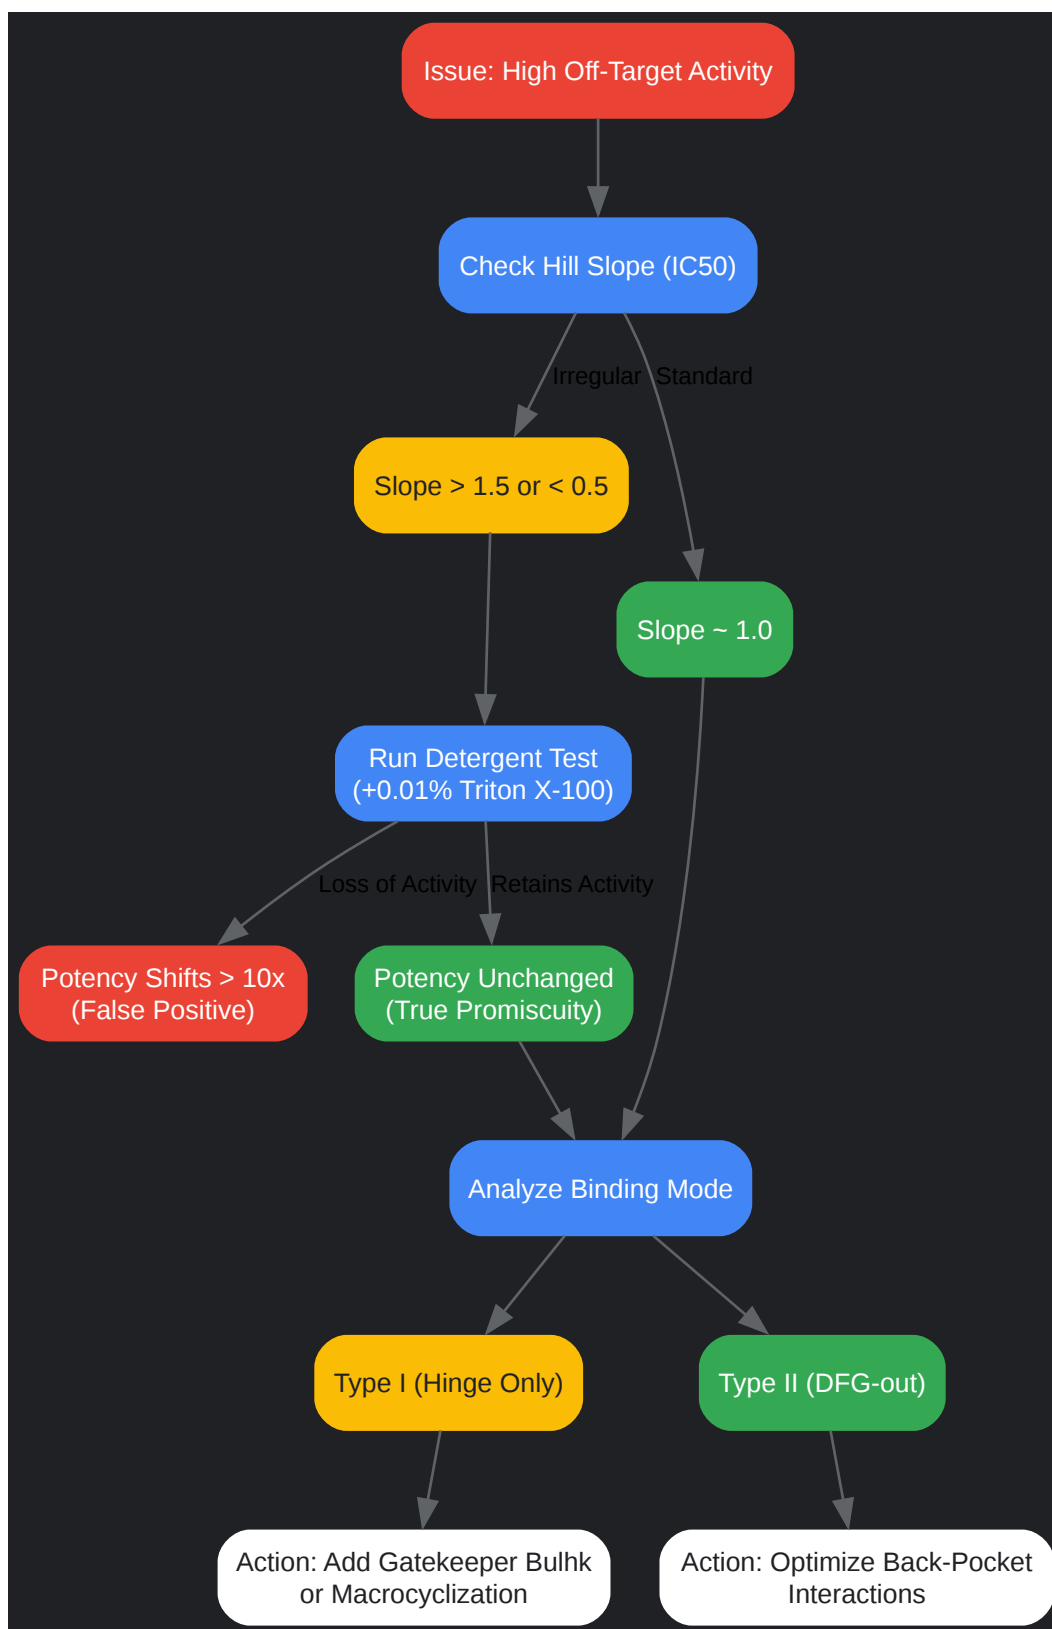 Issue: High Off-Target Activity
Check Hill Slope (IC50)
Irregular
Standard
Slope > 1.5 or < 0.5
Slope ~ 1.0
Run Detergent Test
(+0.01% Triton X-100)
Loss of Activity
Retains Activity
Potency Shifts > 10x
(False Positive)
Potency Unchanged
(True Promiscuity)
Analyze Binding Mode
Type I (Hinge Only)
Type II (DFG-out)
Action: Add Gatekeeper Bulhk
or Macrocyclization
Action: Optimize Back-Pocket
Interactions